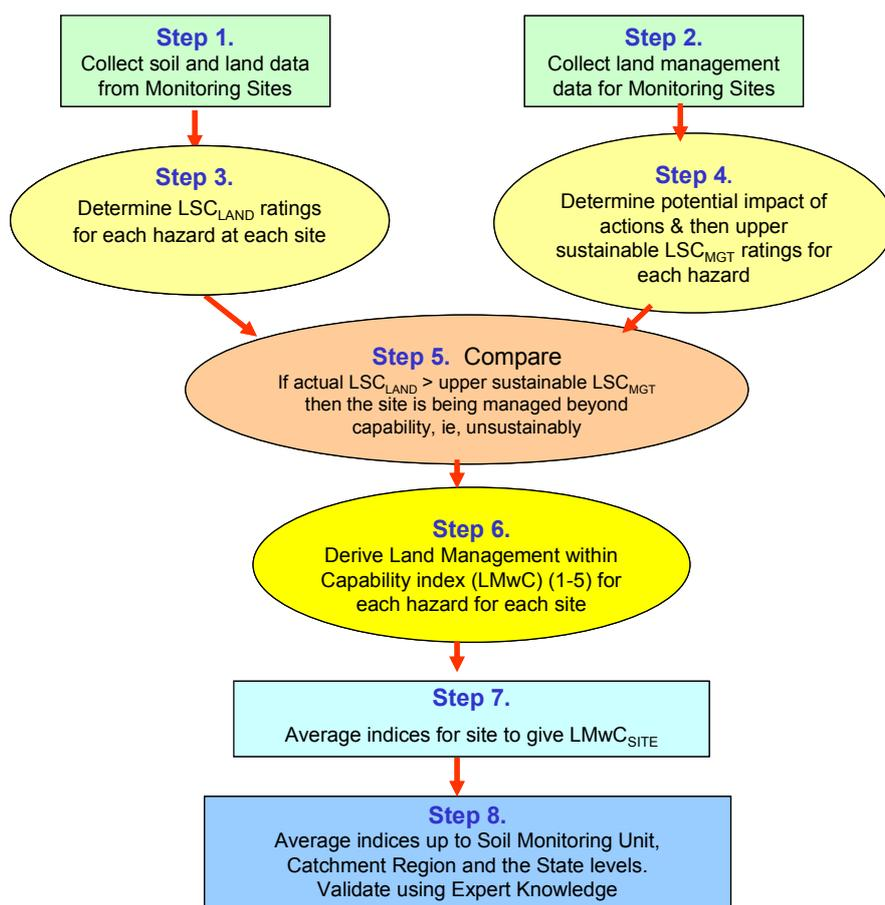 Step 1.
Collect soil and land data
from Monitoring Sites
Step 2.
Collect land management
data for Monitoring Sites
Step 3.
Determine LSC_LAND ratings
for each hazard at each site
Step 4.
Determine potential impact of
actions & then upper
sustainable LSC_MGT ratings for
each hazard
Step 5. Compare
If actual LSC_LAND > upper sustainable LSC_MGT
then the site is being managed beyond
capability, ie, unsustainably
Step 6.
Derive Land Management within
Capability index (LMwC) (1-5) for
each hazard for each site
Step 7.
Average indices for site to give LMwC_SITE
Step 8.
Average indices up to Soil Monitoring Unit,
Catchment Region and the State levels.
Validate using Expert Knowledge